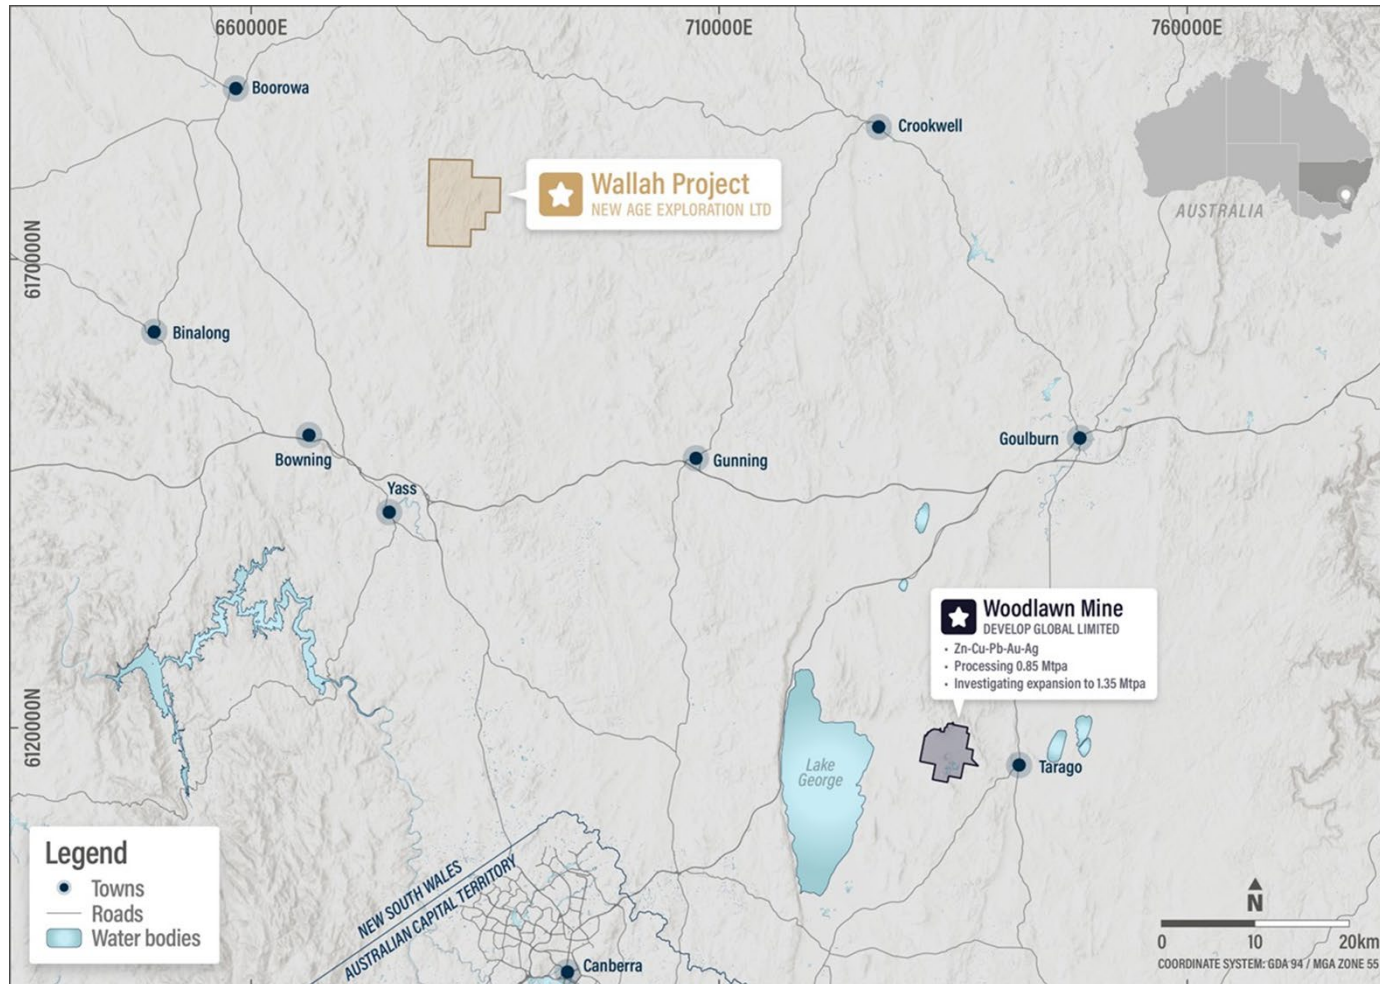 660000E
710000E
760000E
Boorowa
Crookwell
Wallah Project
NEW AGE EXPLORATION LTD
AUSTRALIA
6170000N
Binalong
Bowning
Goulburn
Gunning
Yass
Woodlawn Mine
DEVELOP GLOBAL LIMITED
• Zn-Cu-Pb-Au-Ag
• Processing 0.85 Mtpa
• Investigating expansion to 1.35 Mtpa
6120000N
Lake
George
Tarago
Legend
Towns
Roads
Water bodies
NEW SOUTH WALES
AUSTRALIAN CAPITAL TERRITORY
Canberra
N
0 10 20km
COORDINATE SYSTEM: GDA 94 / MGA ZONE 55